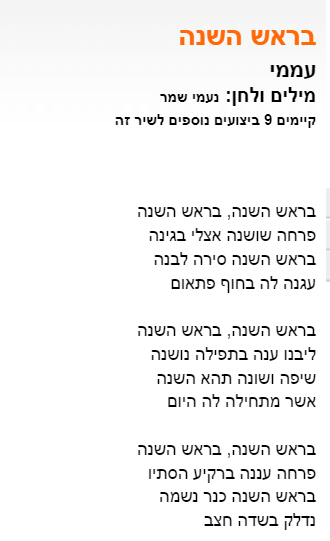 בראש השנה
עממי
מילים ולחן: נעמי שמר
קיימים 9 ביצועים נוספים לשיר זה
בראש השנה, בראש השנה
פרחה שושנה אצלי בגינה
בראש השנה סירה לבנה
עגנה לה בחוף פתאום
בראש השנה, בראש השנה
ליבנו ענה בתפילה נושנה
שיפה ושונה תהא השנה
אשר מתחילה לה היום
בראש השנה, בראש השנה
פרחה עננה ברקיע הסתיו
בראש השנה כנר נשמה
נדלק בשדה חצב